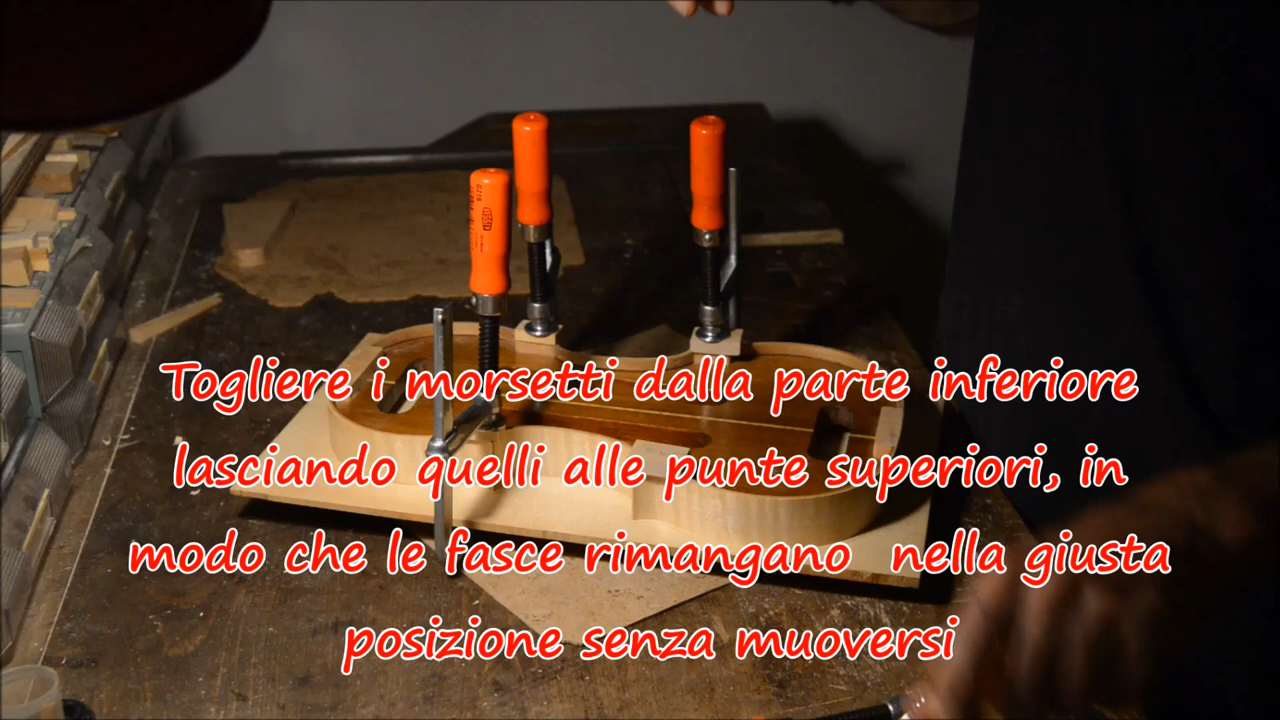 Togliere i morsetti dalla parte inferiore
lasciando quelli alle punte superiori, in
modo che le fasce rimangano nella giusta
posizione senza muoversi